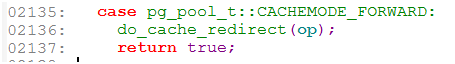 02135:   case pg_pool_t::CACHEMODE_FORWARD:
02136:     do_cache_redirect(op);
02137:     return true;